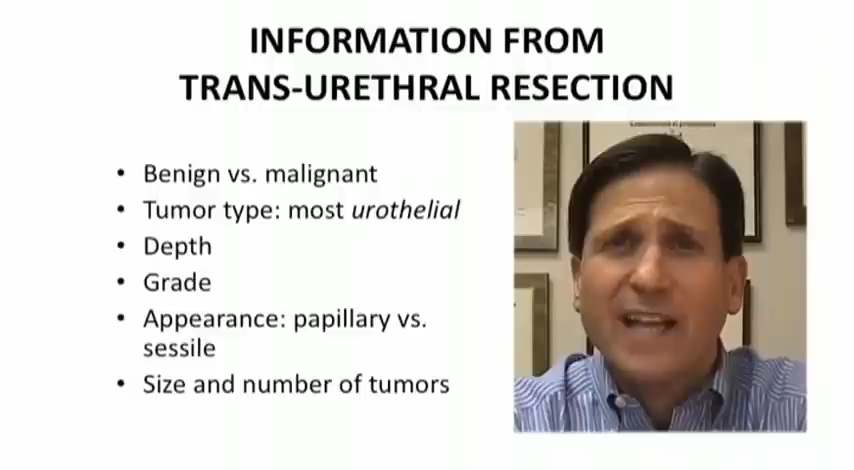 INFORMATION FROM
TRANS-URETHRAL RESECTION
• Benign vs. malignant
• Tumor type: most urothelial
• Depth
• Grade
• Appearance: papillary vs.
sessile
• Size and number of tumors